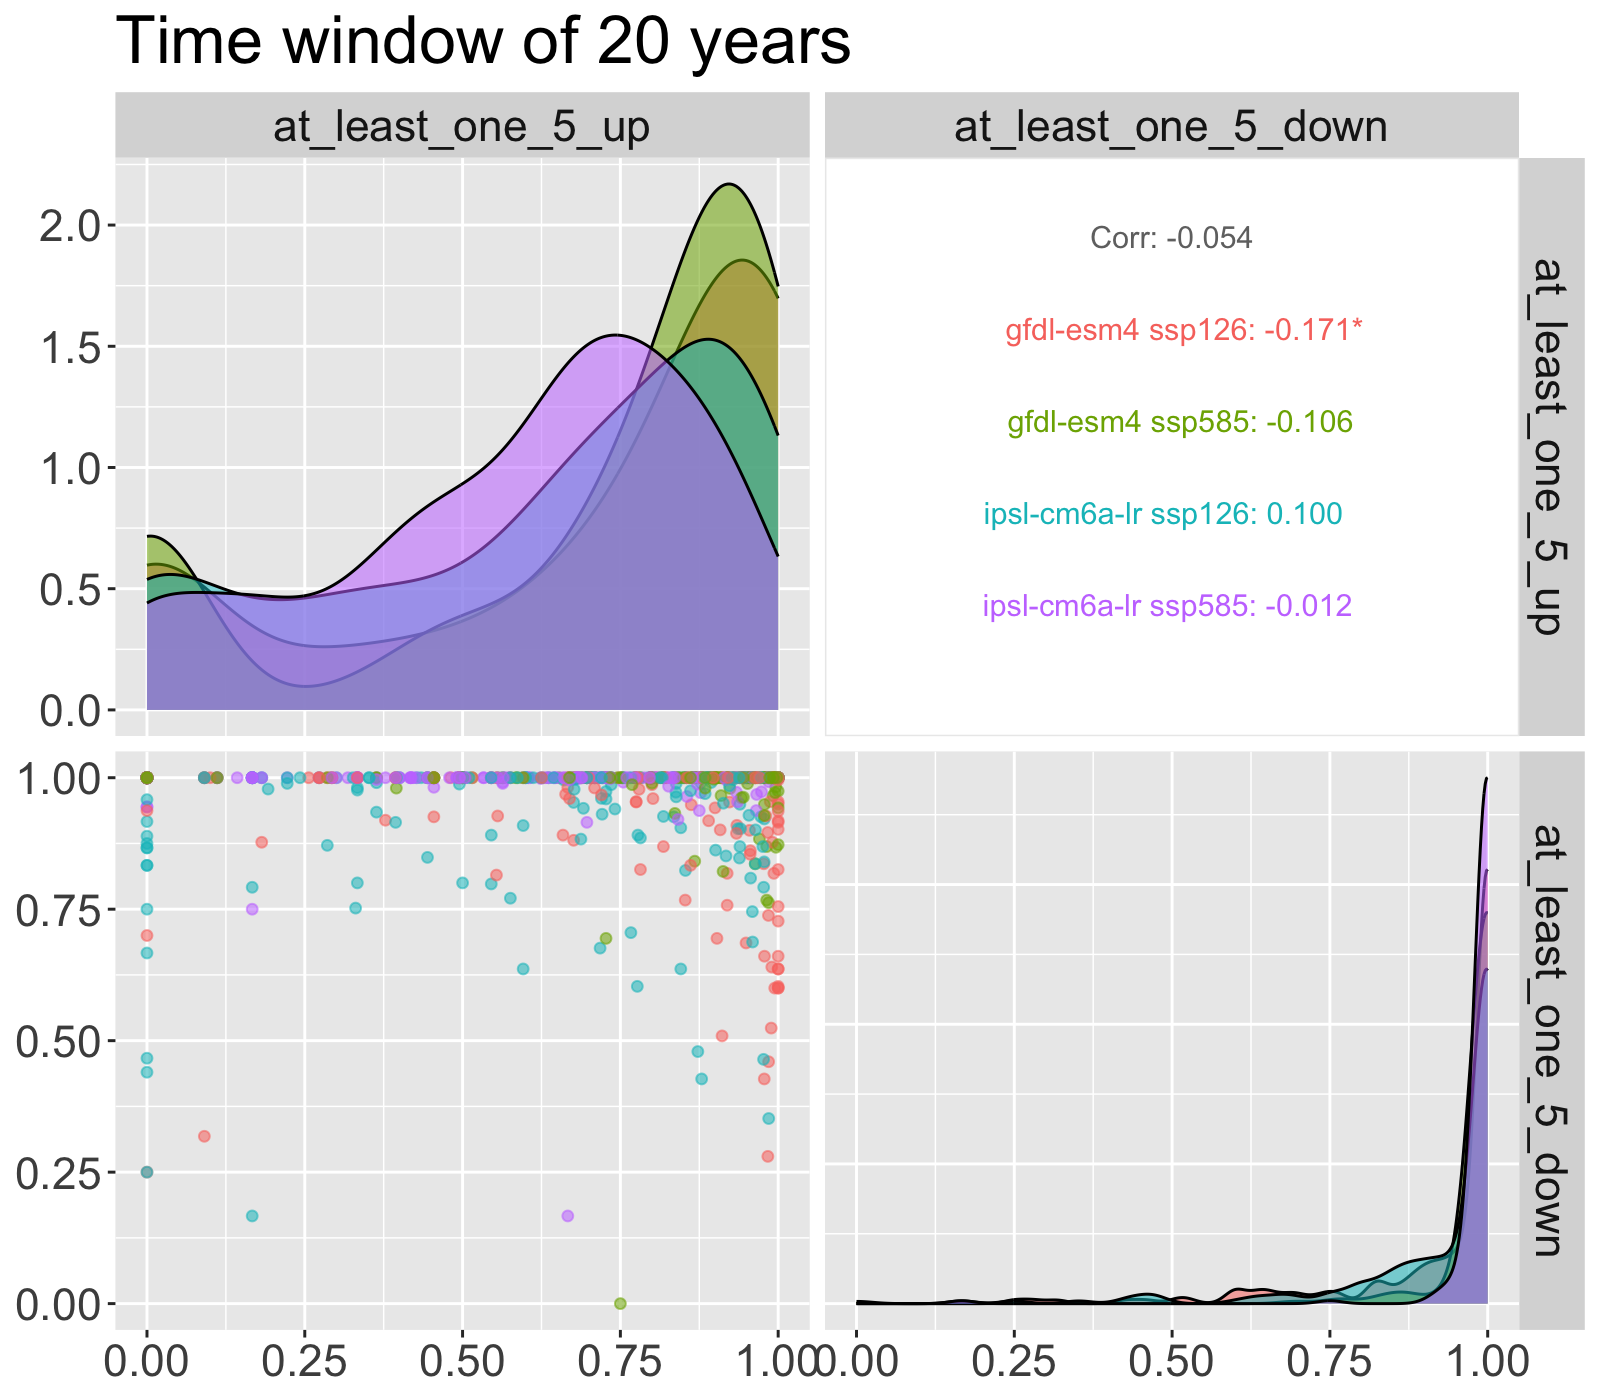 Time window of 20 years
at_least_one_5_up
at_least_one_5_down
2.0
1.5
1.0
0.5
0.0
Corr: -0.054
gfdl-esm4 ssp126: -0.171*
gfdl-esm4 ssp585: -0.106
ipsl-cm6a-lr ssp126: 0.100
ipsl-cm6a-lr ssp585: -0.012
at_least_one_5_up
1.00
0.75
0.50
0.25
0.00
at_least_one_5_down
0.00 0.25 0.50 0.75 1.00
0.00 0.25 0.50 0.75 1.00